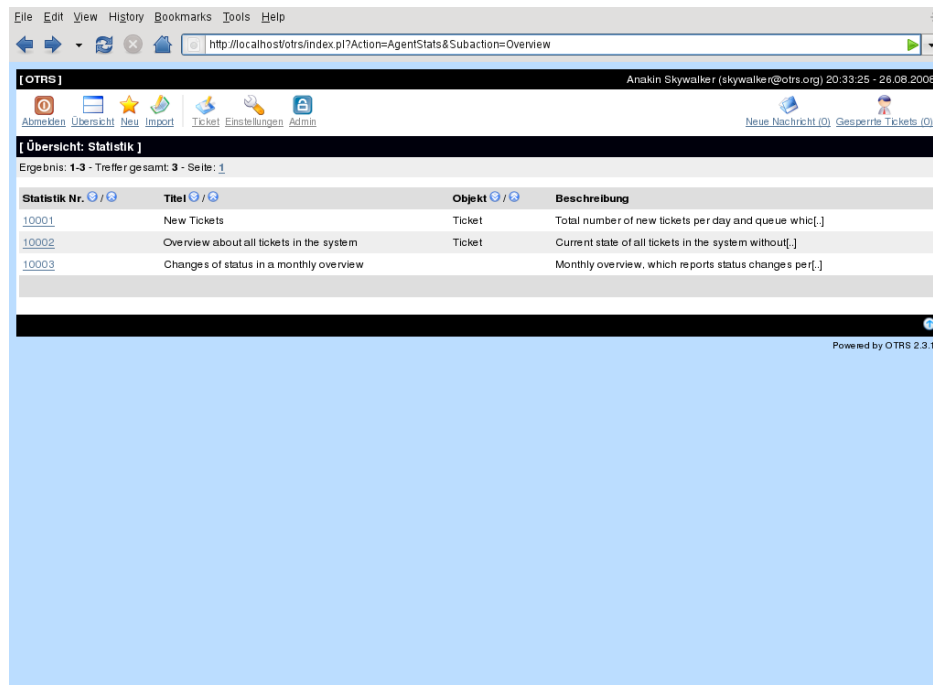 File Edit View History Bookmarks Tools Help
http://localhost/otrs/index.pl?Action=AgentStats&Subaction=Overview
[ OTRS ] Anakin Skywalker (skywalker@otrs.org) 20:33:25 - 26.08.2008
Abmelden Übersicht Neu Import Ticket Einstellungen Admin Neue Nachricht (0) Gesperrte Tickets (0)
[ Übersicht: Statistik ]
Ergebnis: 1-3 - Treffer gesamt: 3 - Seite: 1
Statistik Nr. / Titel / Objekt / Beschreibung
10001 New Tickets Ticket Total number of new tickets per day and queue whic[..]
10002 Overview about all tickets in the system Ticket Current state of all tickets in the system without[..]
10003 Changes of status in a monthly overview Monthly overview, which reports status changes per[..]
Powered by OTRS 2.3.1